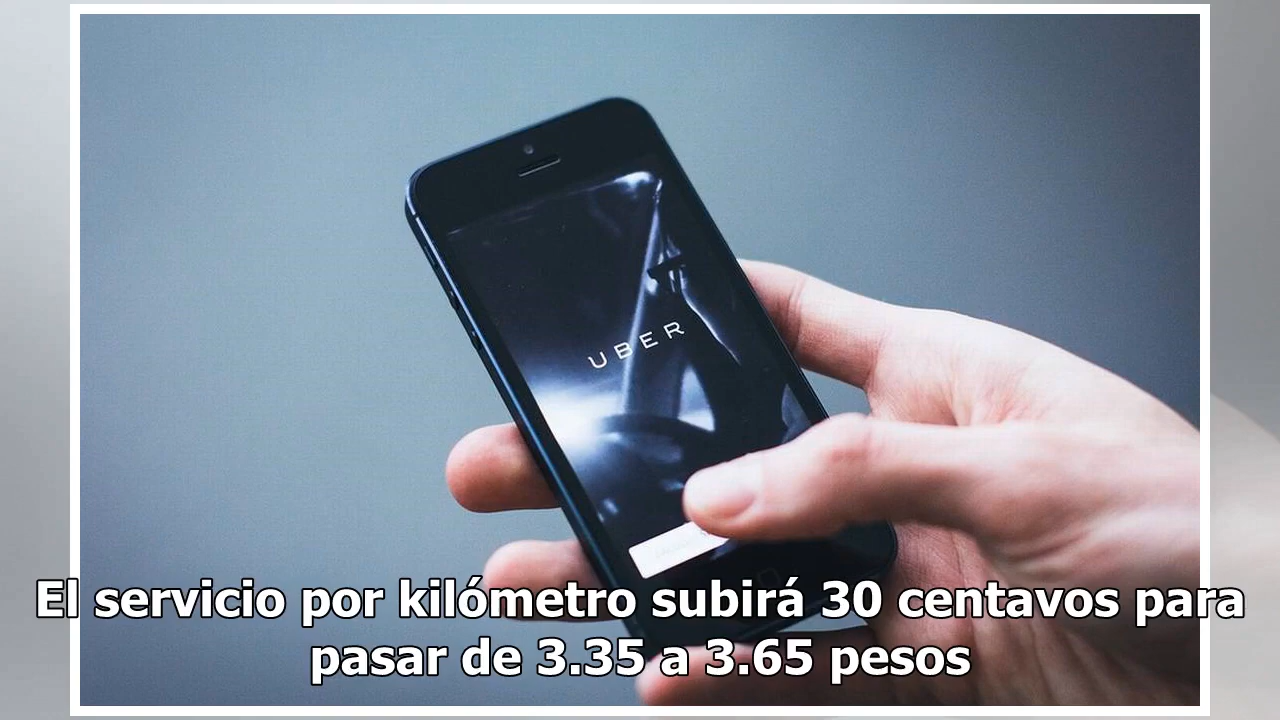 UBER
El servicio por kilómetro subirá 30 centavos para
pasar de 3.35 a 3.65 pesos